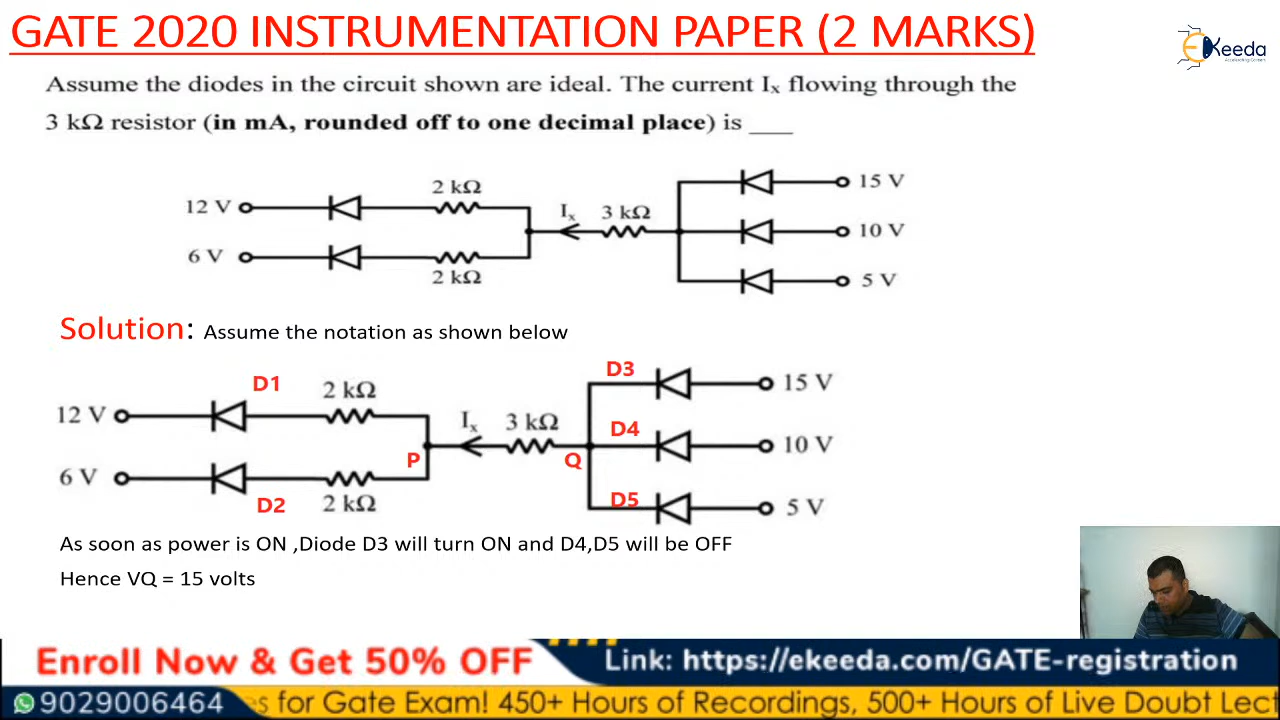 GATE 2020 INSTRUMENTATION PAPER (2 MARKS)
EKeeda
Assume the diodes in the circuit shown are ideal. The current Ix flowing through the
3 kΩ resistor (in mA, rounded off to one decimal place) is ____
2 kΩ
12 V
Ix 3 kΩ
15 V
10 V
6 V
2 kΩ
5 V
Solution: Assume the notation as shown below
D1
2 kΩ
12 V
D3
15 V
Ix 3 kΩ
D4
10 V
P
Q
6 V
D2
2 kΩ
D5
5 V
As soon as power is ON ,Diode D3 will turn ON and D4,D5 will be OFF
Hence VQ = 15 volts
Enroll Now & Get 50% OFF
Link: https://ekeeda.com/GATE-registration
9029006464
es for Gate Exam! 450+ Hours of Recordings, 500+ Hours of Live Doubt Lect